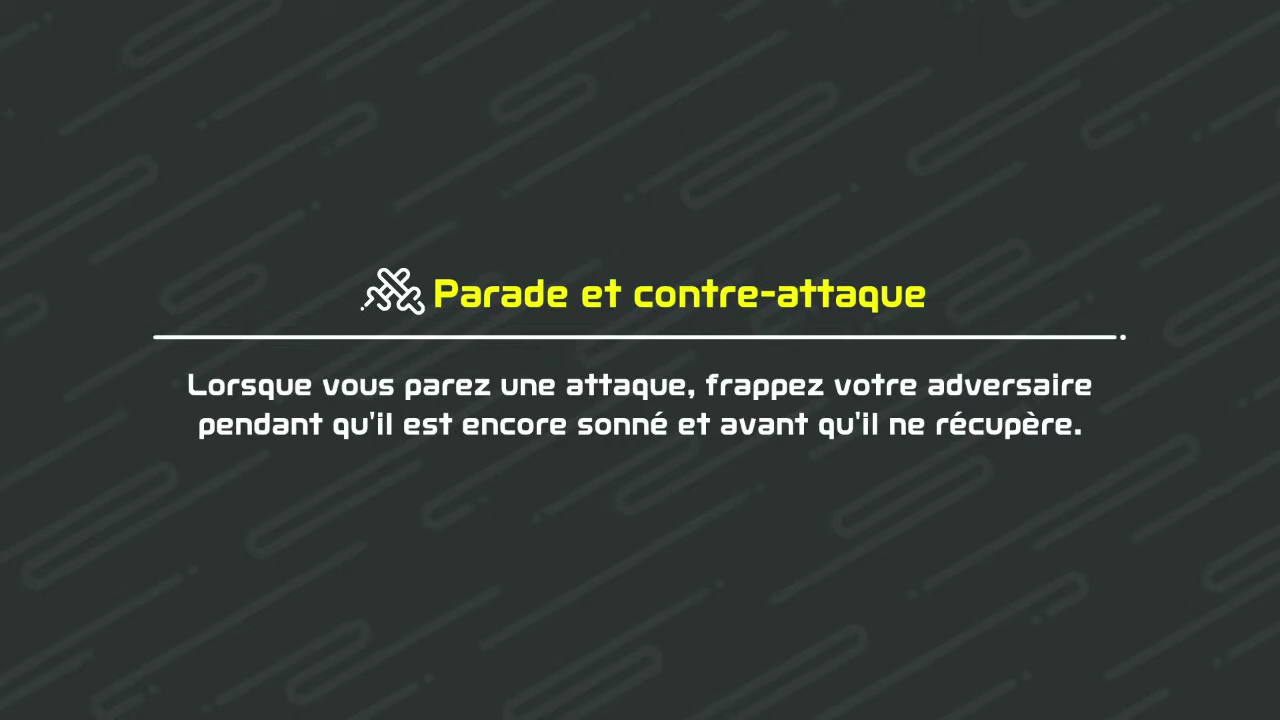 Parade et contre-attaque
Lorsque vous parez une attaque, frappez votre adversaire
pendant qu'il est encore sonné et avant qu'il ne récupère.